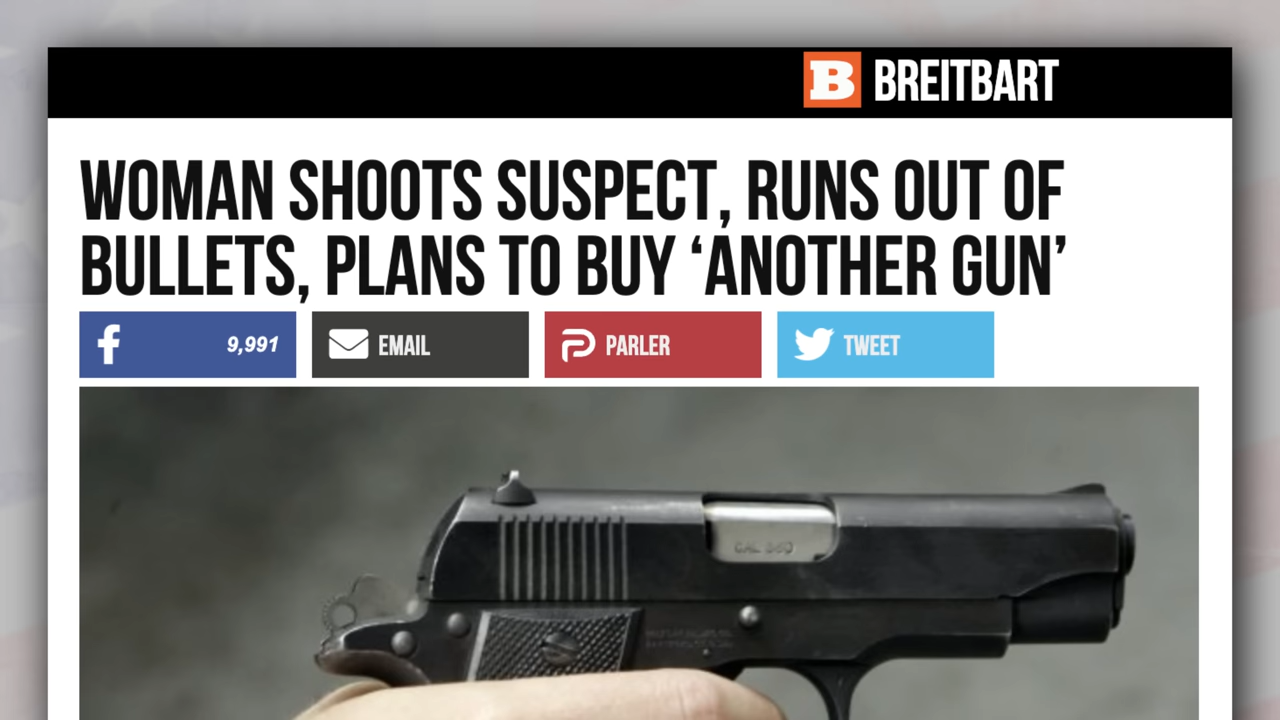 B BREITBART
WOMAN SHOOTS SUSPECT, RUNS OUT OF
BULLETS, PLANS TO BUY ‘ANOTHER GUN’
9,991 EMAIL PARLER TWEET